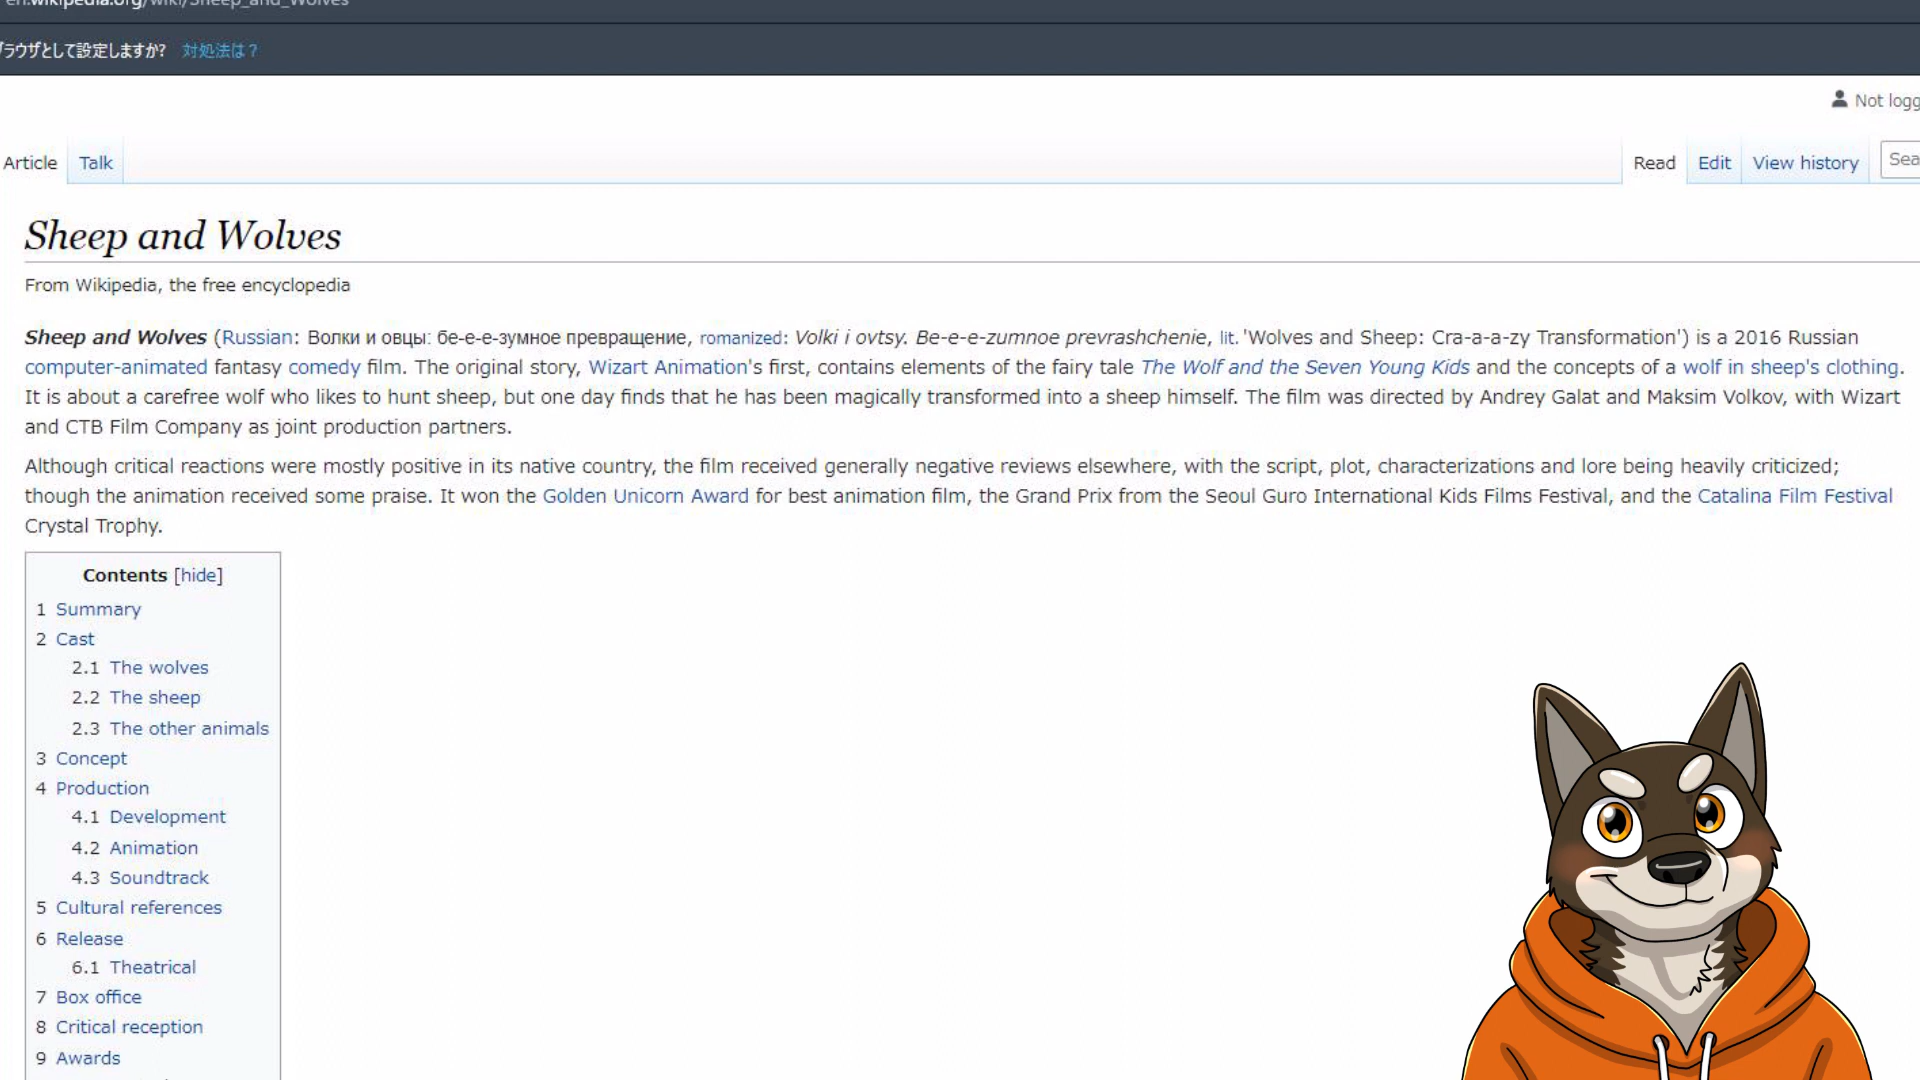 en.wikipedia.org/wiki/Sheep_and_Wolves
ブラウザとして設定しますか? 対処法は？
Not logg
Article Talk Read Edit View history Sea
Sheep and Wolves
From Wikipedia, the free encyclopedia
Sheep and Wolves (Russian: Волки и овцы: бе-е-е-зумное превращение, romanized: Volki i ovtsy. Be-e-e-zumnoe prevrashchenie, lit. 'Wolves and Sheep: Cra-a-a-zy Transformation') is a 2016 Russian
computer-animated fantasy comedy film. The original story, Wizart Animation's first, contains elements of the fairy tale The Wolf and the Seven Young Kids and the concepts of a wolf in sheep's clothing.
It is about a carefree wolf who likes to hunt sheep, but one day finds that he has been magically transformed into a sheep himself. The film was directed by Andrey Galat and Maksim Volkov, with Wizart
and CTB Film Company as joint production partners.
Although critical reactions were mostly positive in its native country, the film received generally negative reviews elsewhere, with the script, plot, characterizations and lore being heavily criticized;
though the animation received some praise. It won the Golden Unicorn Award for best animation film, the Grand Prix from the Seoul Guro International Kids Films Festival, and the Catalina Film Festival
Crystal Trophy.
Contents [hide]
1 Summary
2 Cast
2.1 The wolves
2.2 The sheep
2.3 The other animals
3 Concept
4 Production
4.1 Development
4.2 Animation
4.3 Soundtrack
5 Cultural references
6 Release
6.1 Theatrical
7 Box office
8 Critical reception
9 Awards